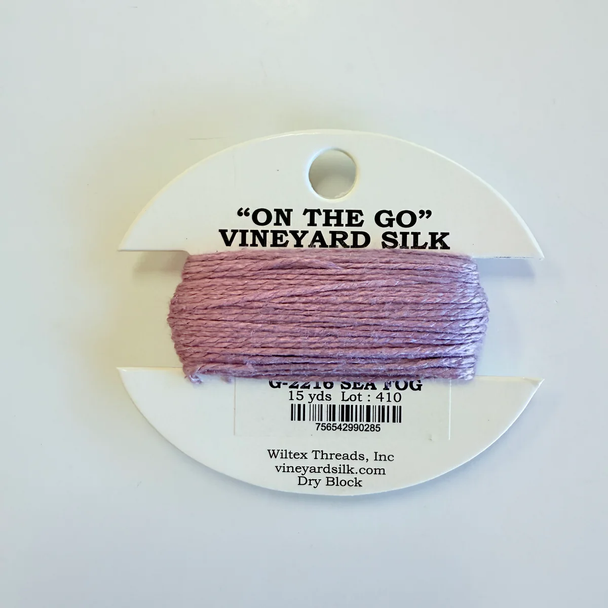 “ON THE GO”
VINEYARD SILK
G-2216 SEA FOG
15 yds Lot : 410
756542990285
Wiltex Threads, Inc
vineyardsilk.com
Dry Block